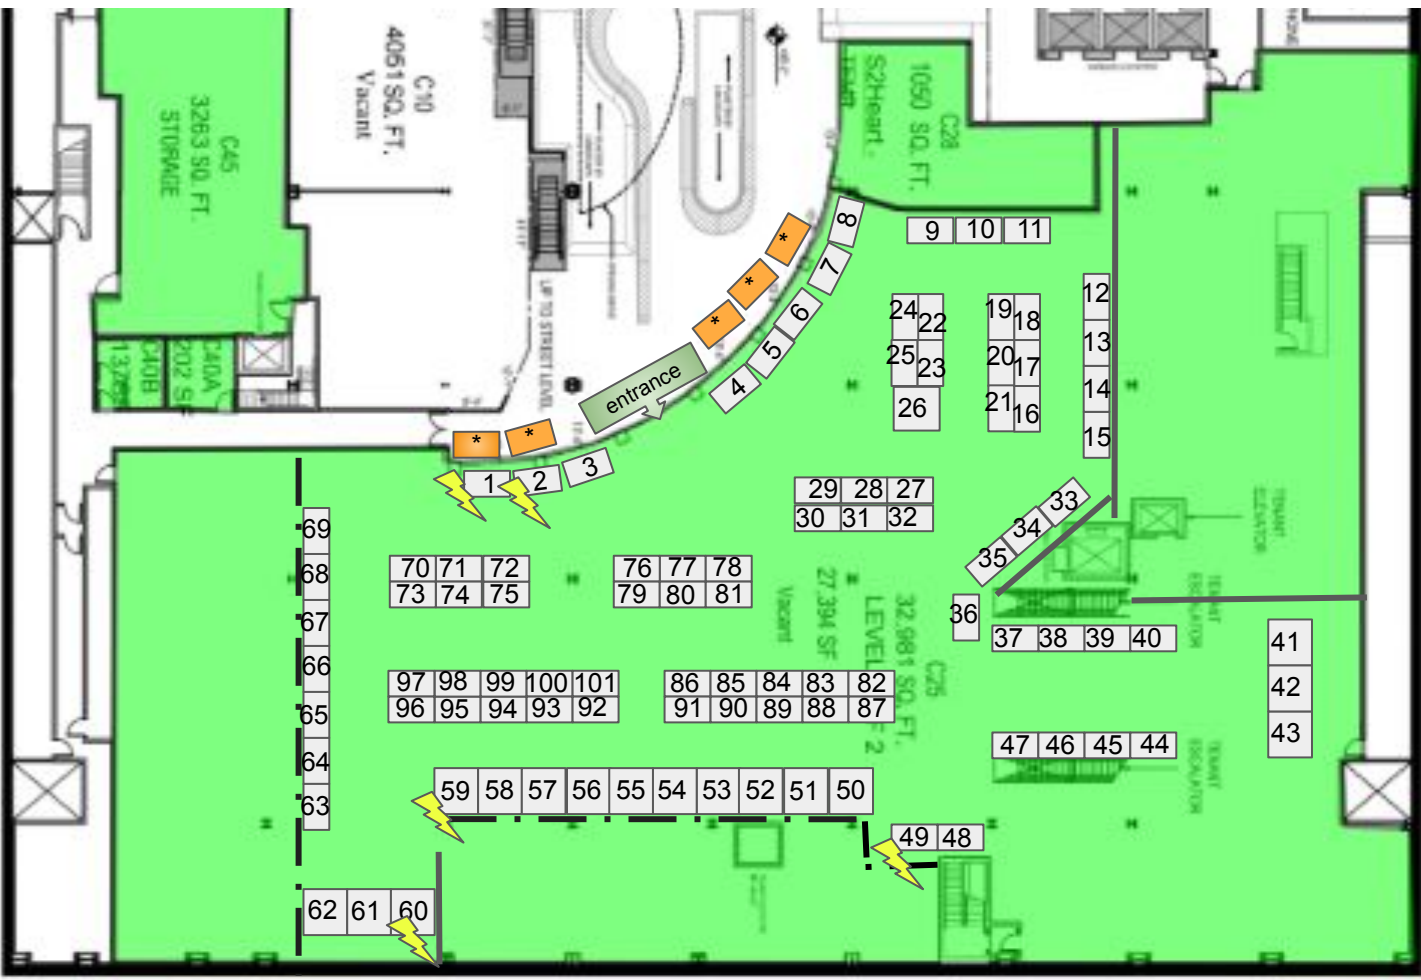 C45
3263 SQ. FT.
STORAGE
C10
4051 SQ. FT.
Vacant
C28
1050 SQ. FT.
S2Heart -
TEMP
C40B
C40A
202 S
UP TO STREET LEVEL
entrance
*
*
*
*
*
1
2
3
4
5
6
7
8
9 10 11
12
13
14
15
24 22
25 23
26
19 18
20 17
21 16
29 28 27
30 31 32
33
34
35
36
37 38 39 40
41
42
43
47 46 45 44
49 48
59 58 57 56 55 54 53 52 51 50
62 61 60
69
68
67
66
65
64
63
70 71 72
73 74 75
76 77 78
79 80 81
97 98 99 100 101
96 95 94 93 92
86 85 84 83 82
91 90 89 88 87
C25
32,981 SQ. FT.
27,394 SF
Vacant
TENANT
ELEVATOR
TENANT
ESCALATOR
TENANT
ESCALATOR